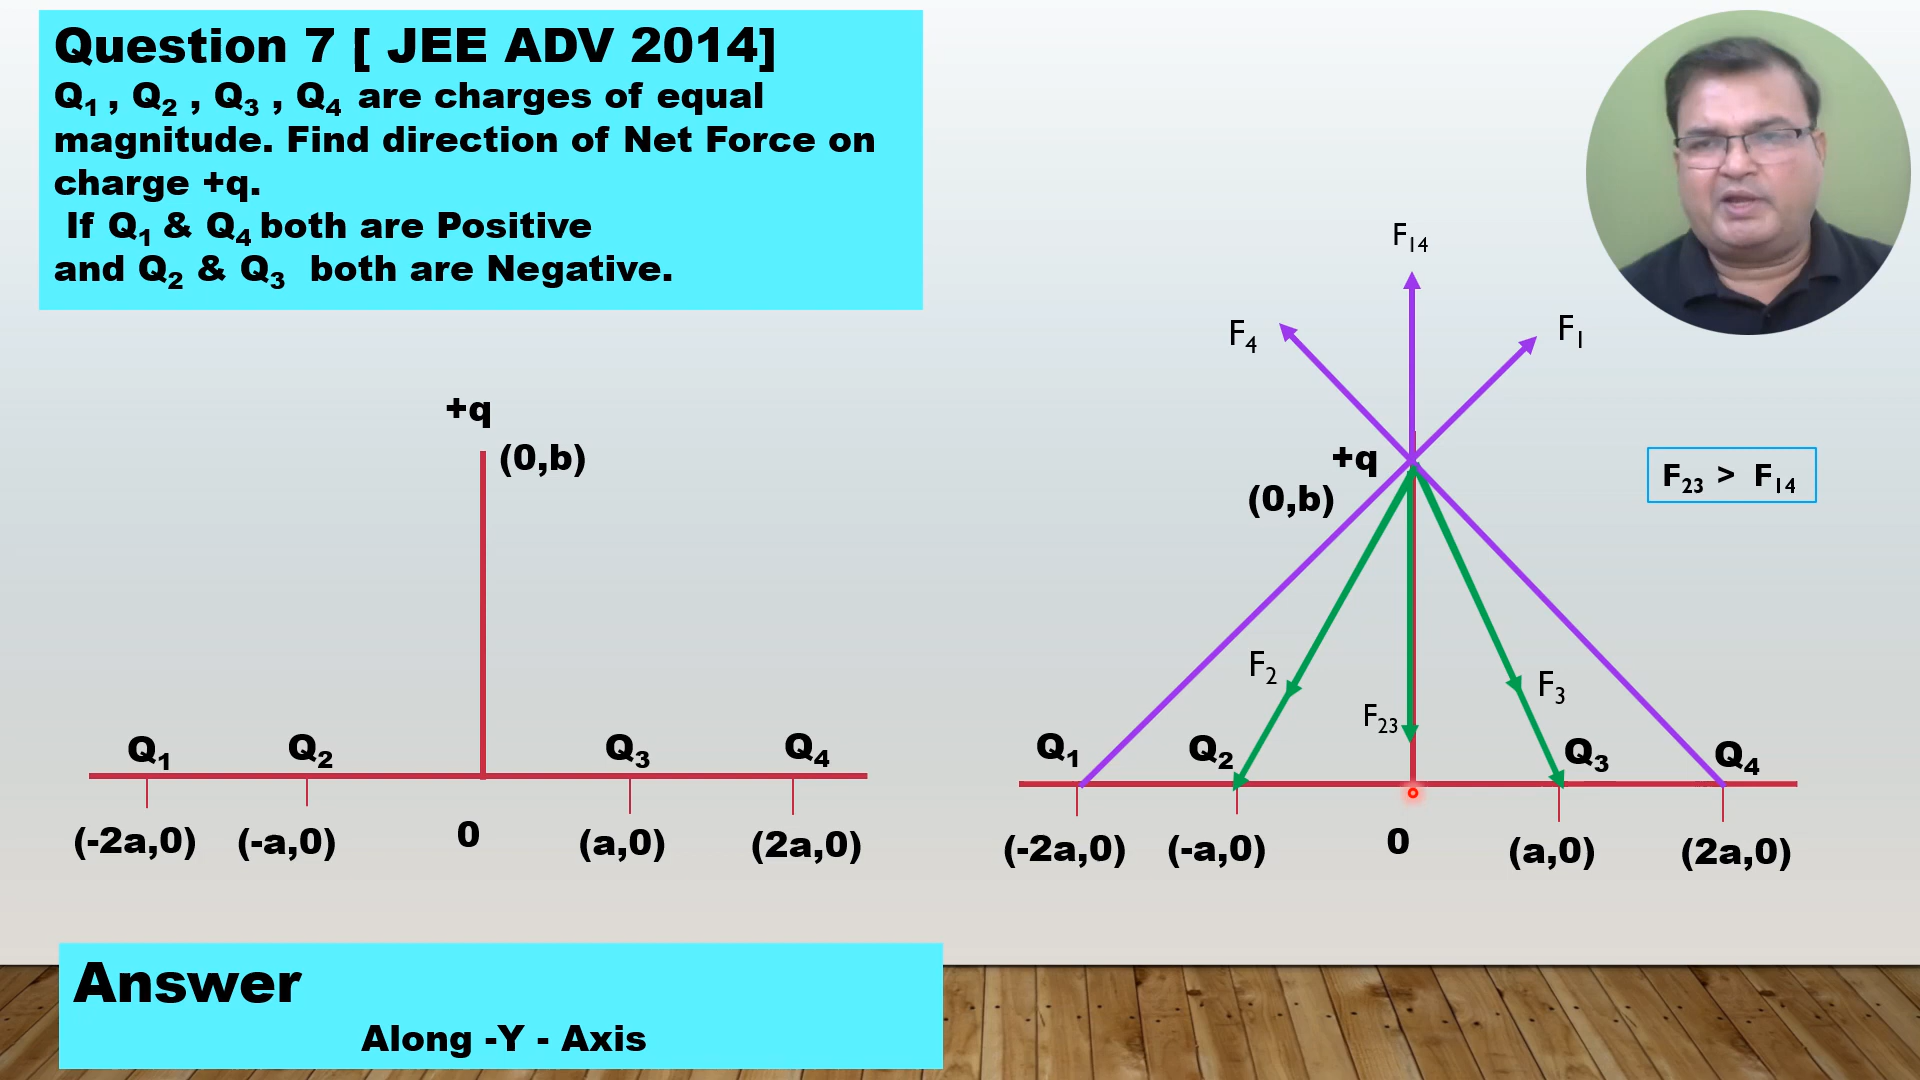 Question 7 [ JEE ADV 2014]
Q1 , Q2 , Q3 , Q4 are charges of equal
magnitude. Find direction of Net Force on
charge +q.
If Q1 & Q4 both are Positive
and Q2 & Q3 both are Negative.
+q
(0,b)
Q1 Q2 Q3 Q4
(-2a,0) (-a,0) 0 (a,0) (2a,0)
F14
F4 F1
+q
(0,b)
F23 > F14
F2 F3
F23
Q1 Q2 Q3 Q4
(-2a,0) (-a,0) 0 (a,0) (2a,0)
Answer
Along -Y - Axis